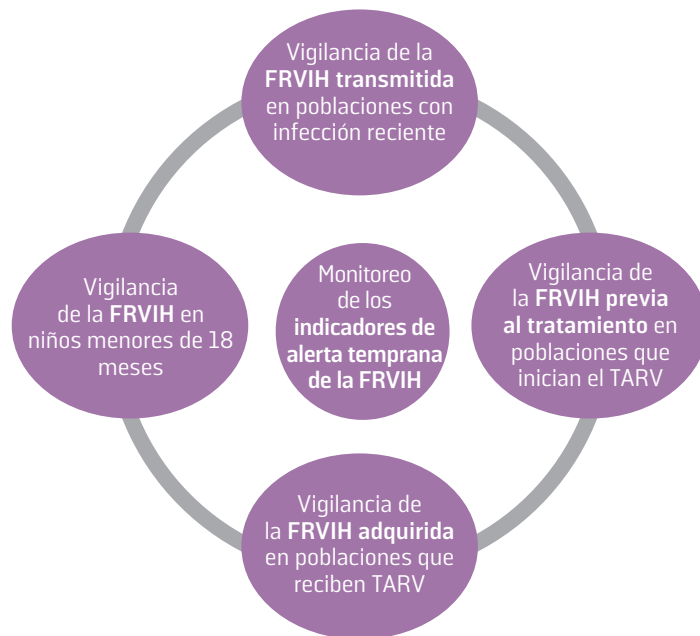 Vigilancia de la
FRVIH transmitida
en poblaciones con
infección reciente
Vigilancia
de la FRVIH en
niños menores de 18
meses
Monitoreo
de los
indicadores de
alerta temprana
de la FRVIH
Vigilancia de
la FRVIH previa
al tratamiento en
poblaciones que
inician el TARV
Vigilancia de
la FRVIH adquirida
en poblaciones que
reciben TARV